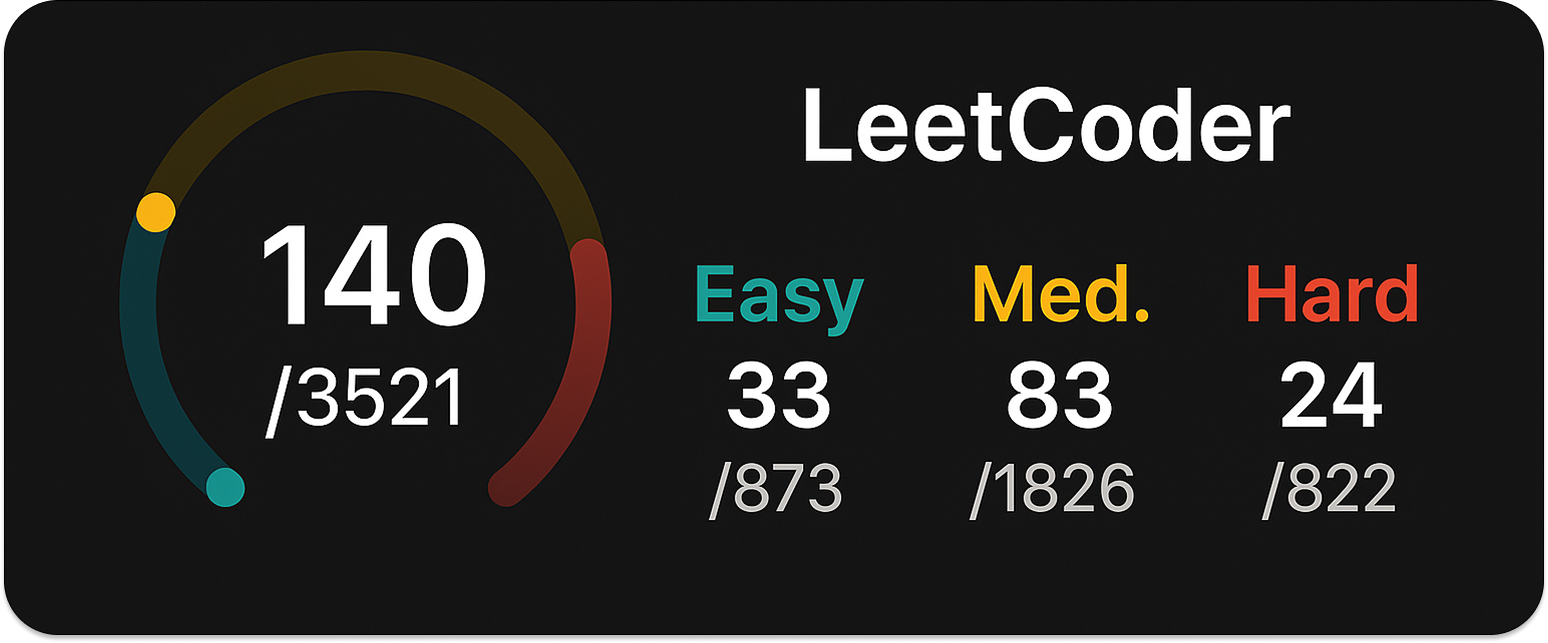 140
/3521
LeetCoder
Easy Med. Hard
33 83 24
/873 /1826 /822